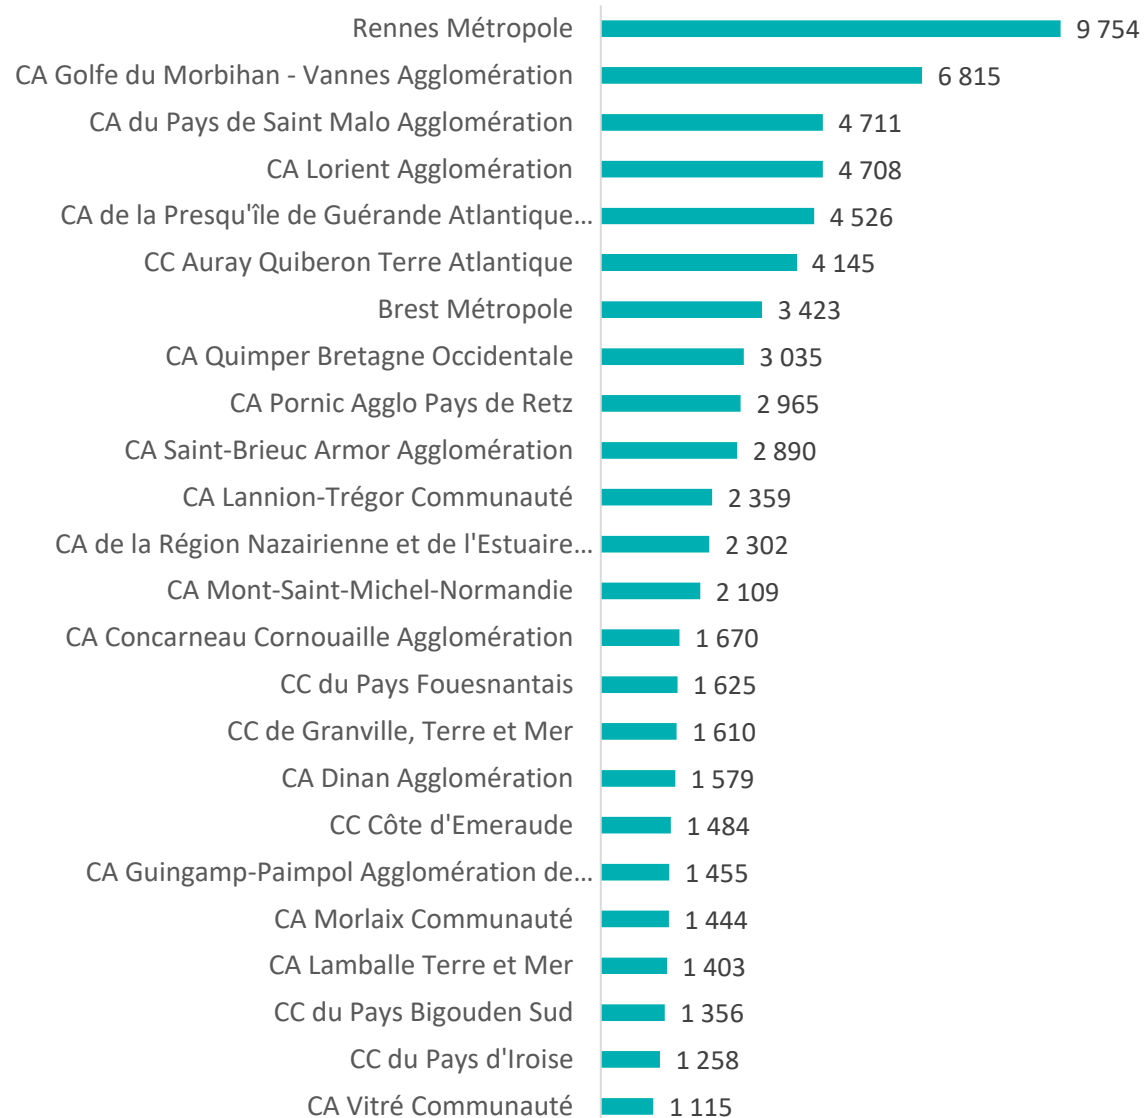 Rennes Métropole 9 754
CA Golfe du Morbihan - Vannes Agglomération 6 815
CA du Pays de Saint Malo Agglomération 4 711
CA Lorient Agglomération 4 708
CA de la Presqu'île de Guérande Atlantique... 4 526
CC Auray Quiberon Terre Atlantique 4 145
Brest Métropole 3 423
CA Quimper Bretagne Occidentale 3 035
CA Pornic Agglo Pays de Retz 2 965
CA Saint-Brieuc Armor Agglomération 2 890
CA Lannion-Trégor Communauté 2 359
CA de la Région Nazairienne et de l'Estuaire... 2 302
CA Mont-Saint-Michel-Normandie 2 109
CA Concarneau Cornouaille Agglomération 1 670
CC du Pays Fouesnantais 1 625
CC de Granville, Terre et Mer 1 610
CA Dinan Agglomération 1 579
CC Côte d'Emeraude 1 484
CA Guingamp-Paimpol Agglomération de... 1 455
CA Morlaix Communauté 1 444
CA Lamballe Terre et Mer 1 403
CC du Pays Bigouden Sud 1 356
CC du Pays d'Iroise 1 258
CA Vitré Communauté 1 115